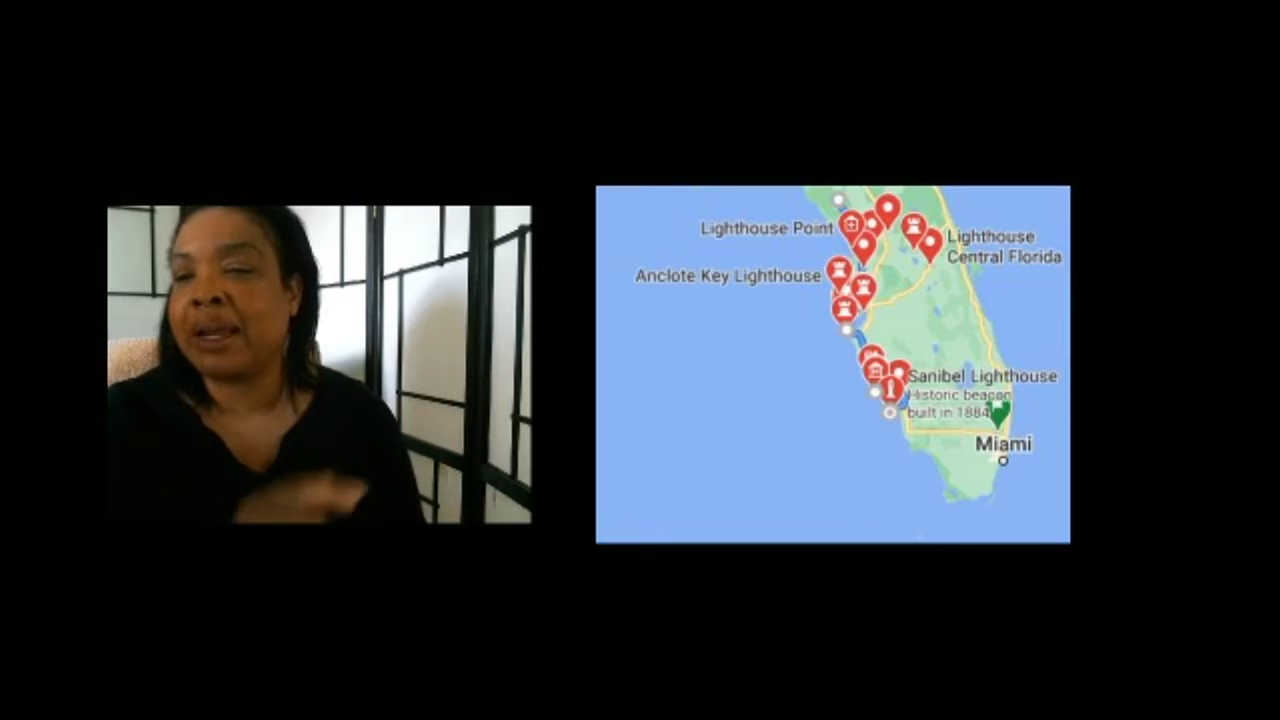 Lighthouse Point
Lighthouse
Central Florida
Anclote Key Lighthouse
Sanibel Lighthouse
Historic beacon
built in 1884
Miami